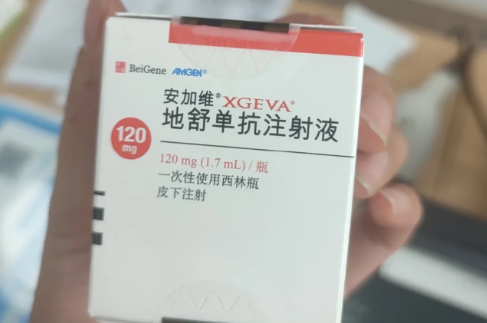 BeiGene AMGEN®
安加维® XGEVA®
地舒单抗注射液
120 mg
120 mg (1.7 mL) / 瓶
一次性使用西林瓶
皮下注射